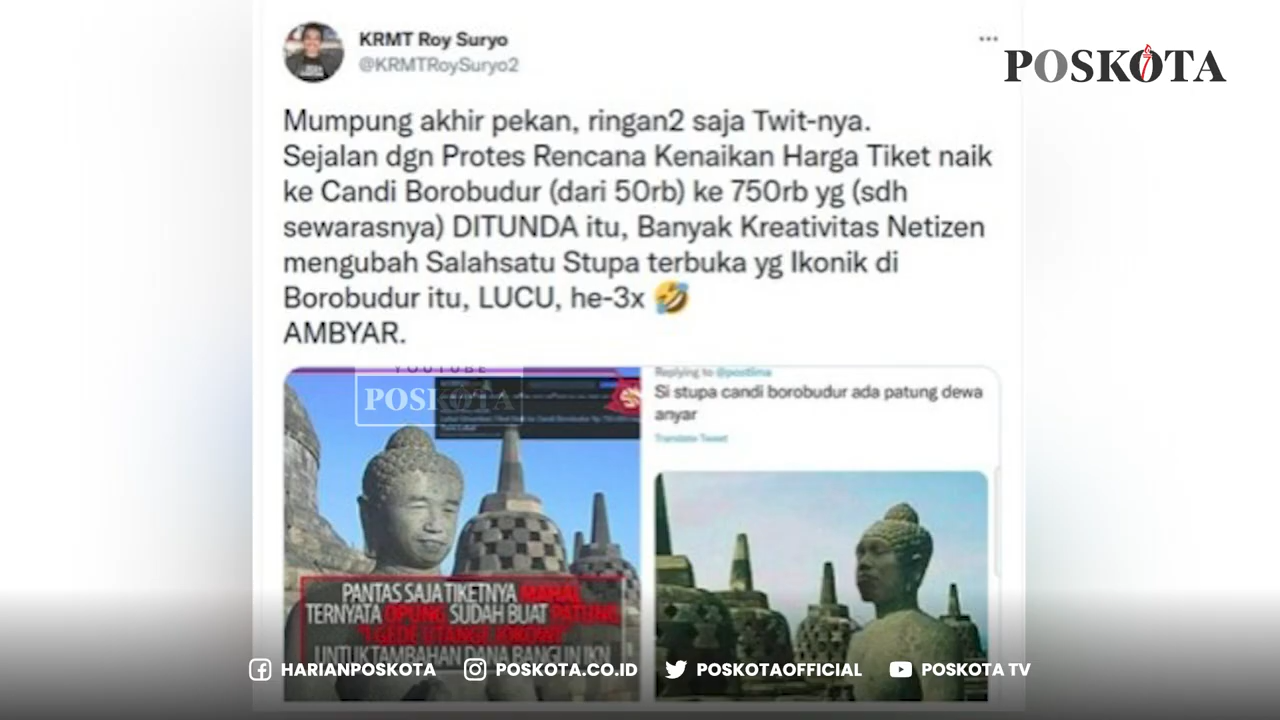 KRMT Roy Suryo
@KRMTRoySuryo2
POSKOTA
Mumpung akhir pekan, ringan2 saja Twit-nya.
Sejalan dgn Protes Rencana Kenaikan Harga Tiket naik
ke Candi Borobudur (dari 50rb) ke 750rb yg (sdh
sewarasnya) DITUNDA itu, Banyak Kreativitas Netizen
mengubah Salahsatu Stupa terbuka yg Ikonik di
Borobudur itu, LUCU, he-3x 🤣
AMBYAR.
YOUTUBE
POSKOTA
Replying to @postlima
Si stupa candi borobudur ada patung dewa
anyar
Translate Tweet
PANTAS SAJA TIKETNYA MAHAL
TERNYATA OPUNG SUDAH BUAT PATUNG
"I GEDE UTANGE JOKOWI"
UNTUK TAMBAHAN DANA BANGUN IKN
HARIANPOSKOTA
POSKOTA.CO.ID
POSKOTAOFFICIAL
POSKOTA TV